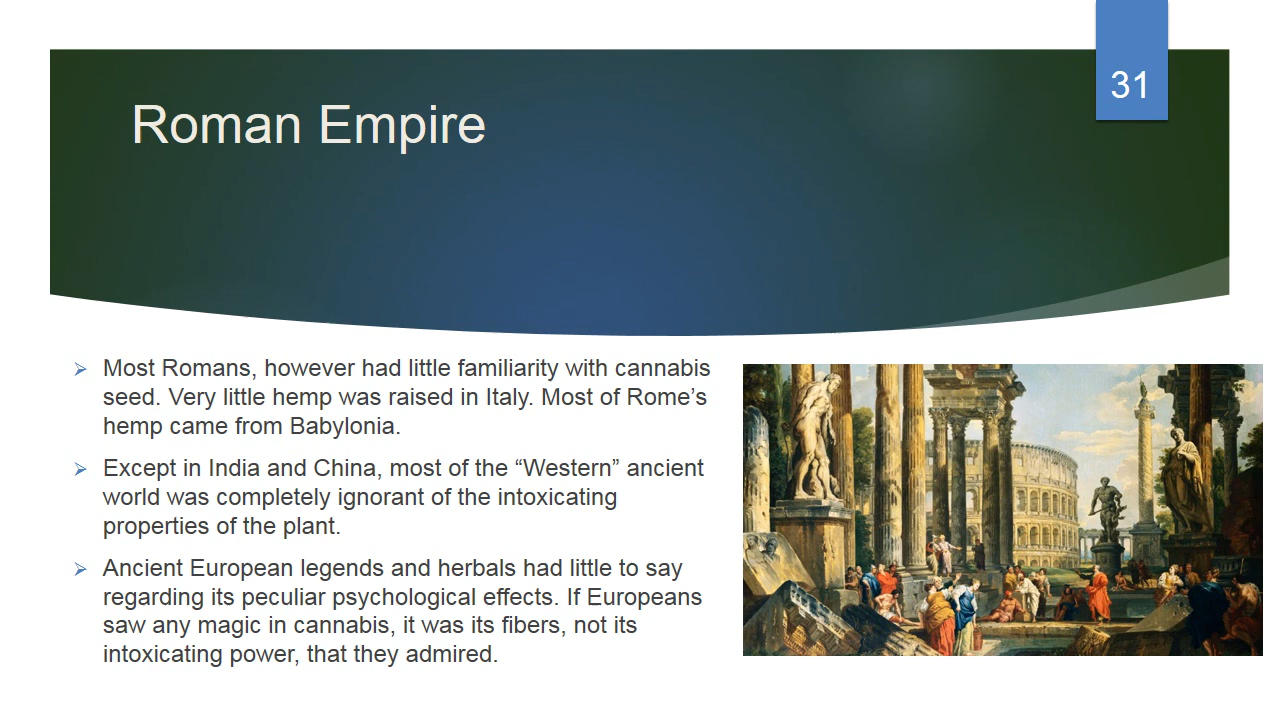 31
Roman Empire
Most Romans, however had little familiarity with cannabis
seed. Very little hemp was raised in Italy. Most of Rome’s
hemp came from Babylonia.
Except in India and China, most of the “Western” ancient
world was completely ignorant of the intoxicating
properties of the plant.
Ancient European legends and herbals had little to say
regarding its peculiar psychological effects. If Europeans
saw any magic in cannabis, it was its fibers, not its
intoxicating power, that they admired.